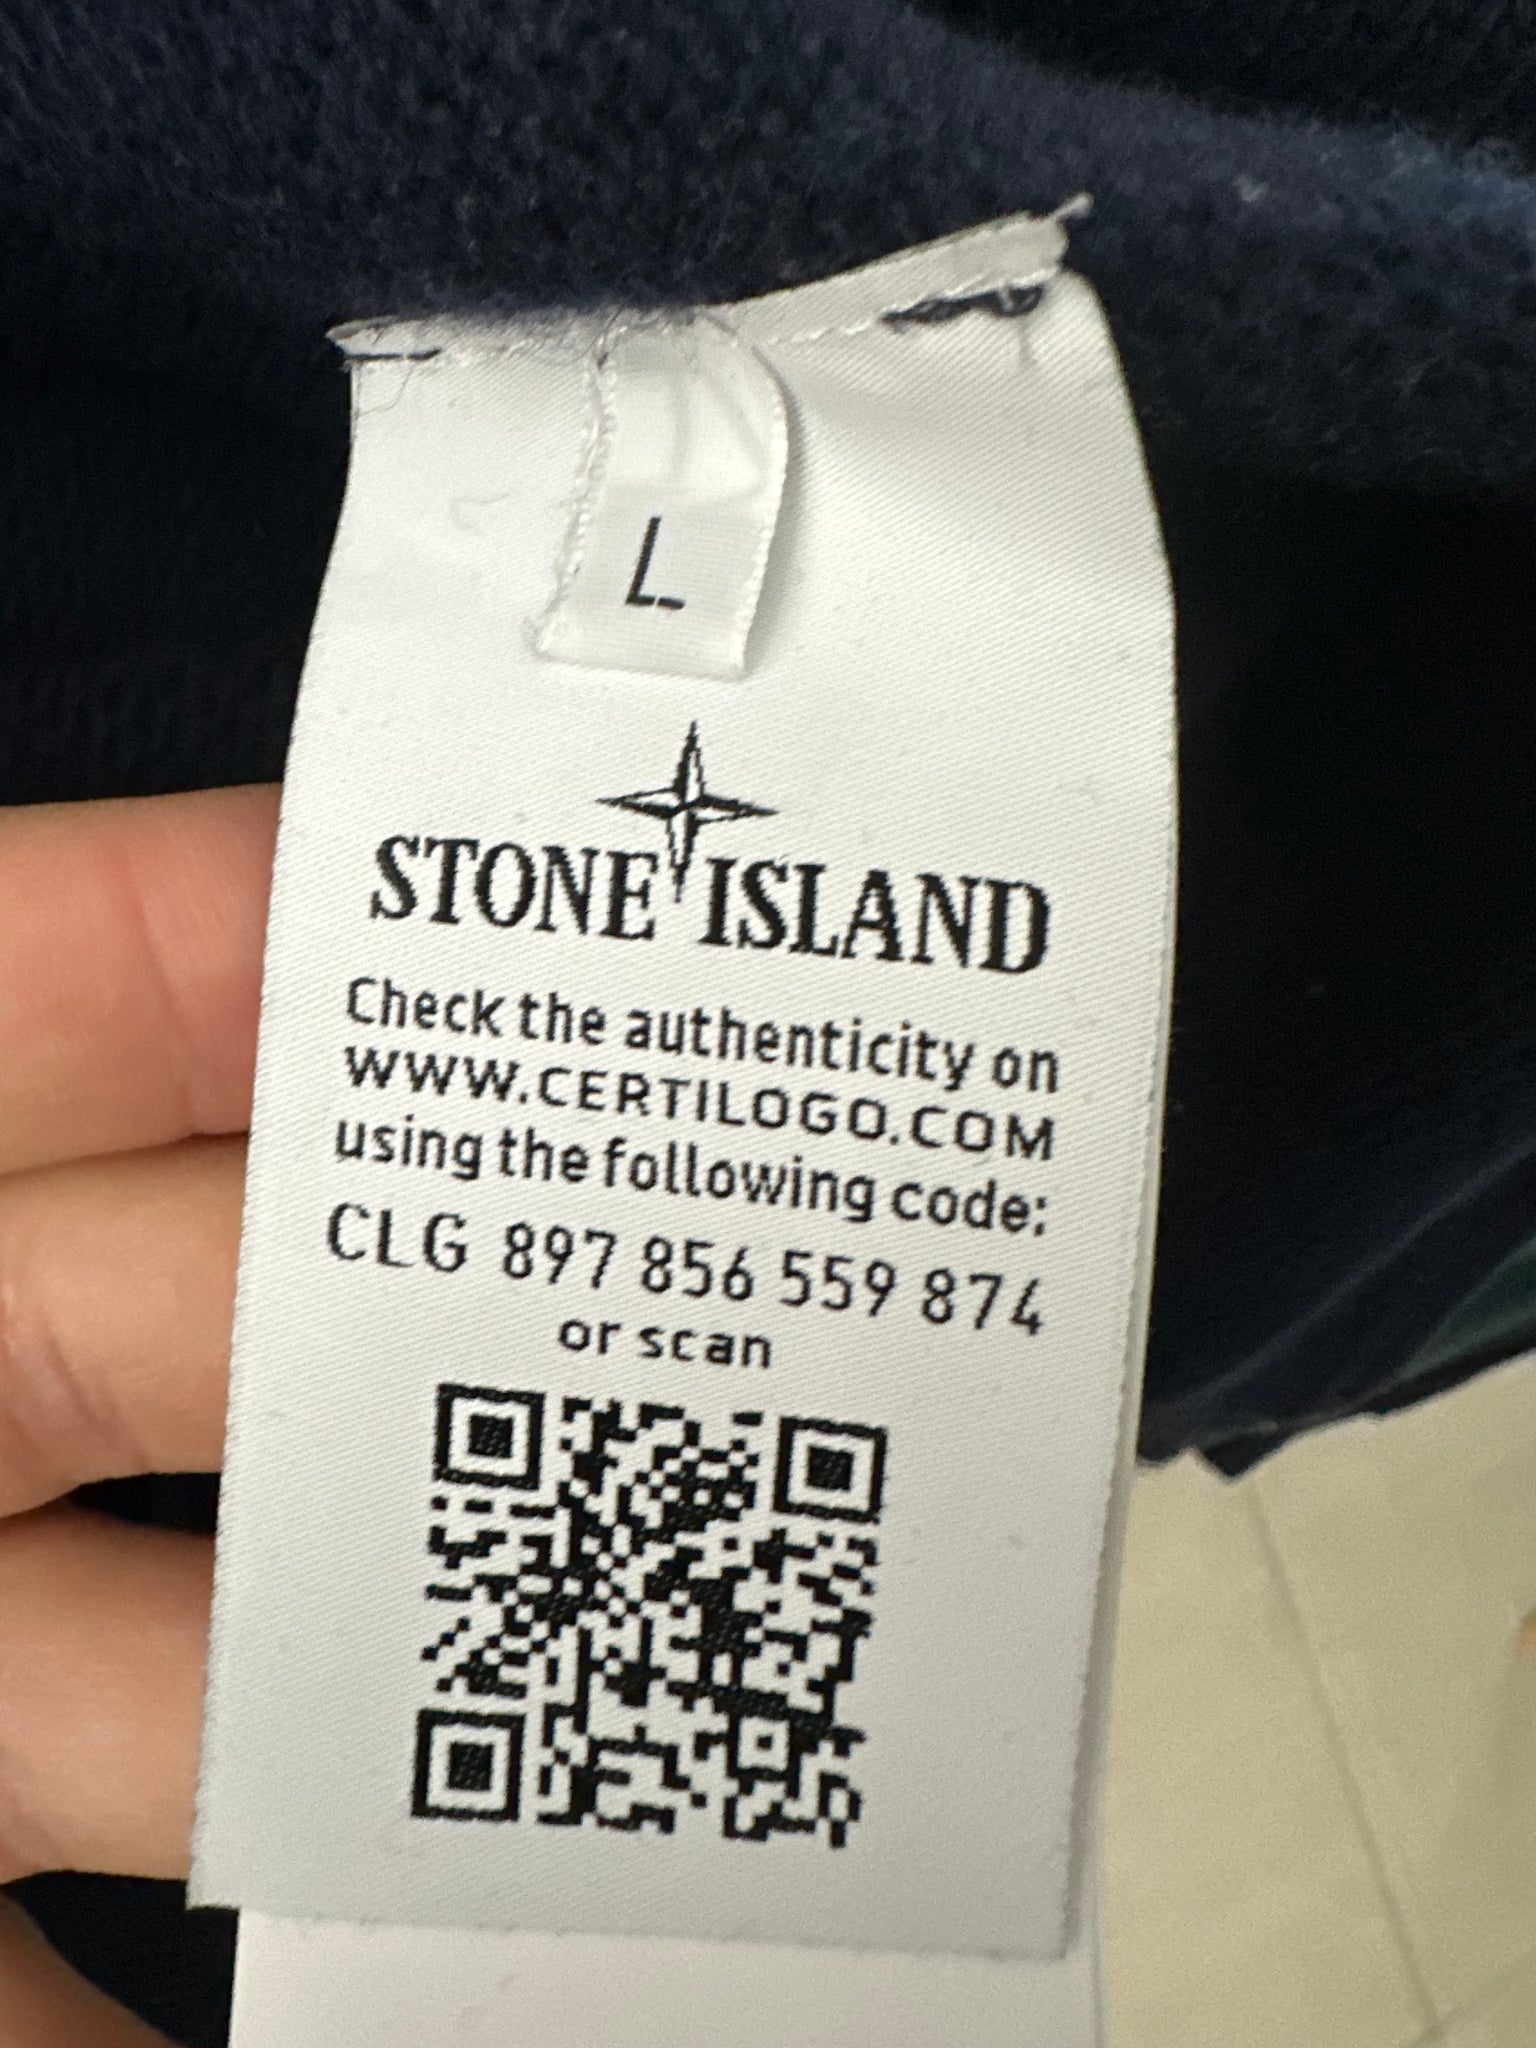 L
STONE ISLAND
Check the authenticity on
WWW.CERTILOGO.COM
using the following code:
CLG 897 856 559 874
or scan